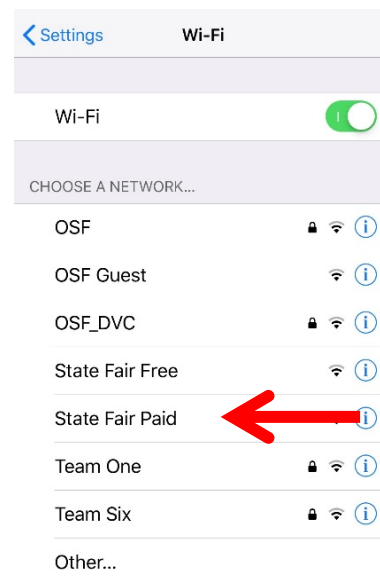 Settings Wi-Fi
Wi-Fi
CHOOSE A NETWORK...
OSF
OSF Guest
OSF_DVC
State Fair Free
State Fair Paid
Team One
Team Six
Other...